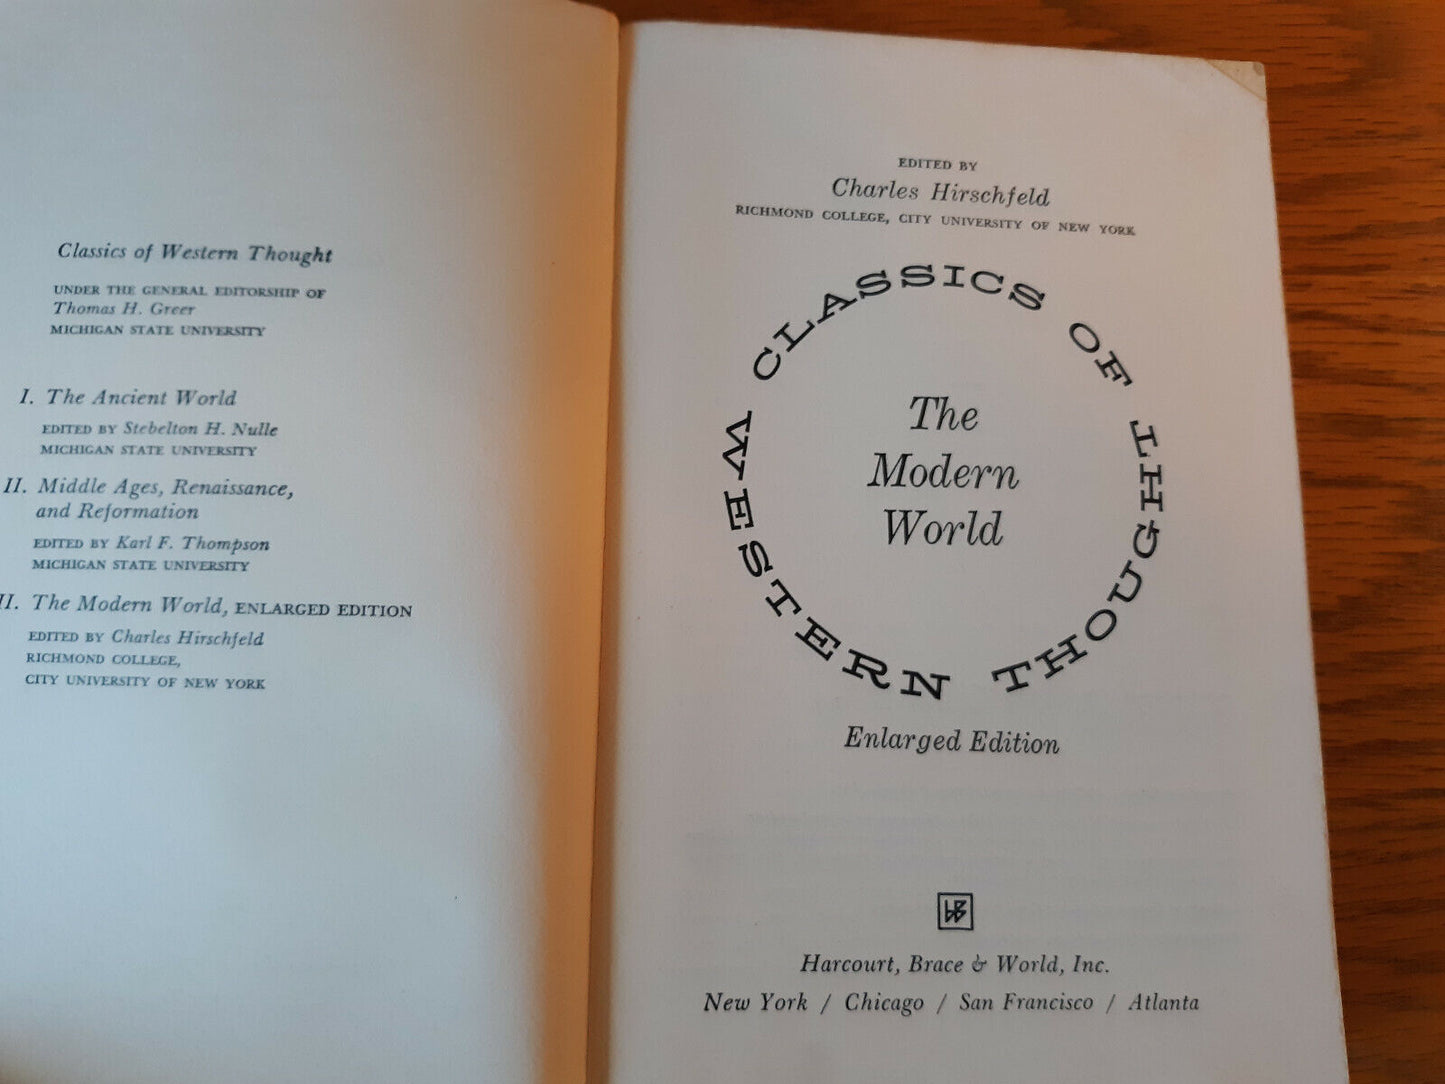 Classics of Western Thought
UNDER THE GENERAL EDITORSHIP OF
Thomas H. Greer
MICHIGAN STATE UNIVERSITY
I. The Ancient World
EDITED BY Stebelton H. Nulle
MICHIGAN STATE UNIVERSITY
II. Middle Ages, Renaissance,
and Reformation
EDITED BY Karl F. Thompson
MICHIGAN STATE UNIVERSITY
II. The Modern World, ENLARGED EDITION
EDITED BY Charles Hirschfeld
RICHMOND COLLEGE,
CITY UNIVERSITY OF NEW YORK
EDITED BY
Charles Hirschfeld
RICHMOND COLLEGE, CITY UNIVERSITY OF NEW YORK
CLASSICS OF THOUGHT
WESTERN
The
Modern
World
Enlarged Edition
Harcourt, Brace & World, Inc.
New York / Chicago / San Francisco / Atlanta